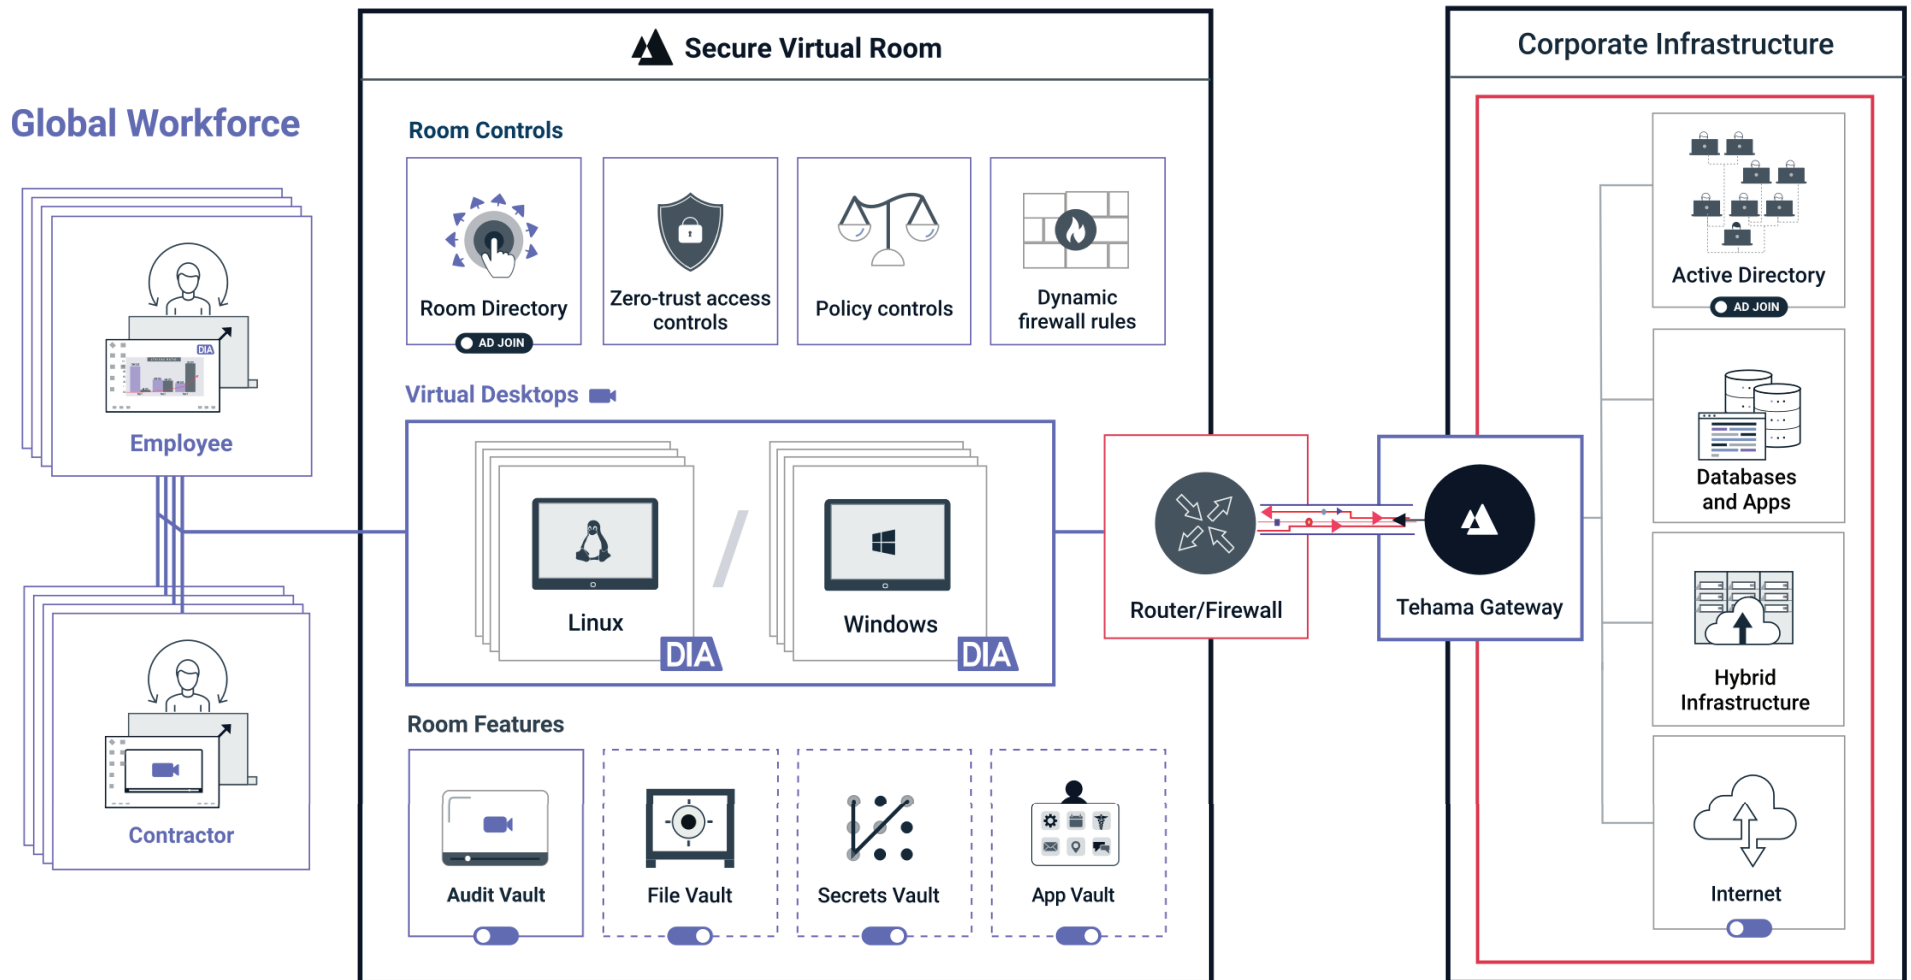 Secure Virtual Room
Corporate Infrastructure
Global Workforce
DIA
Employee
Contractor
Room Controls
Room Directory
AD JOIN
Zero-trust access
controls
Policy controls
Dynamic
firewall rules
Virtual Desktops
Linux
DIA
Windows
DIA
Room Features
Audit Vault
File Vault
Secrets Vault
App Vault
Router/Firewall
Tehama Gateway
Active Directory
AD JOIN
Databases
and Apps
Hybrid
Infrastructure
Internet